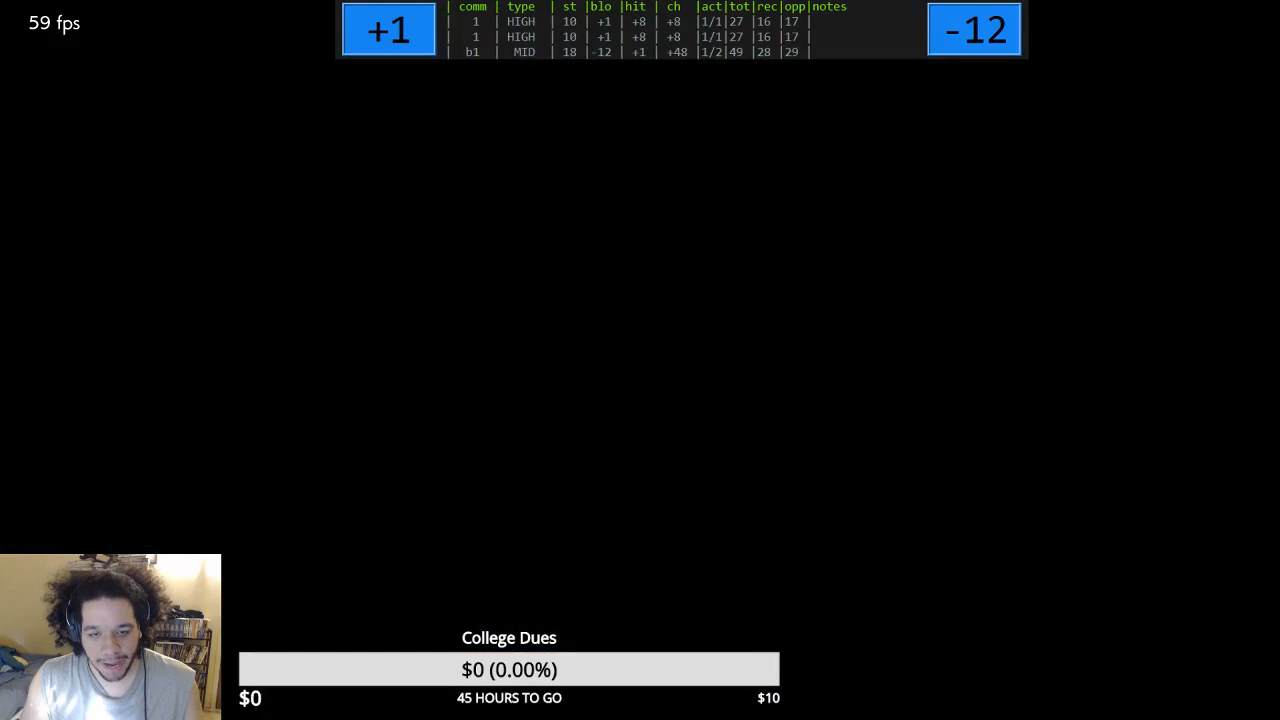 59 fps
+1
| comm | type | st |blo |hit | ch |act|tot|rec|opp|notes
| 1 | HIGH | 10 | +1 | +8 | +8 |1/1|27 |16 |17 |
| 1 | HIGH | 10 | +1 | +8 | +8 |1/1|27 |16 |17 |
| b1 | MID | 18 |-12 | +1 | +48 |1/2|49 |28 |29 |
-12
College Dues
$0 (0.00%)
$0 45 HOURS TO GO $10